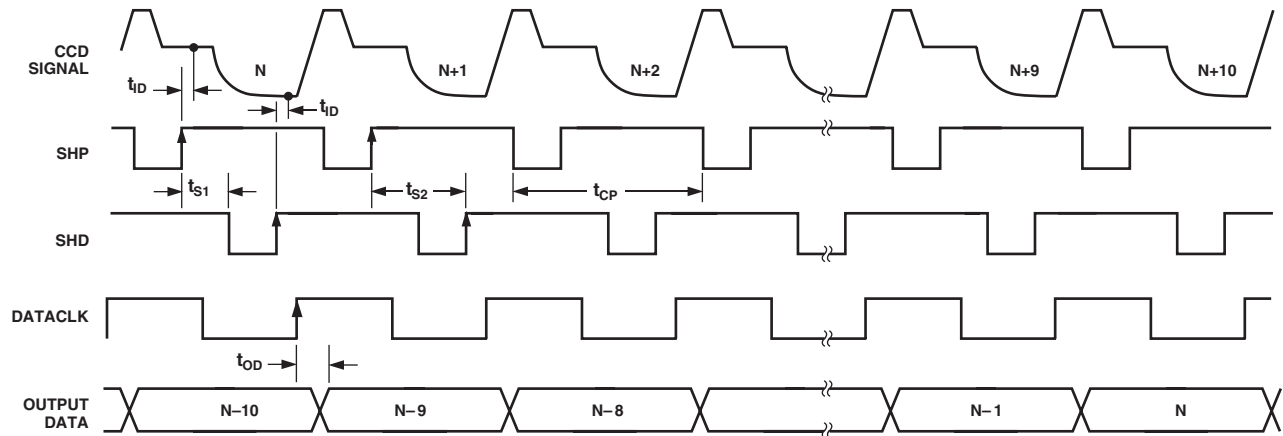 CCD
SIGNAL
N
N+1
N+2
N+9
N+10
tID
tID
SHP
tS1
tS2
tCP
SHD
DATACLK
tOD
OUTPUT
DATA
N–10
N–9
N–8
N–1
N